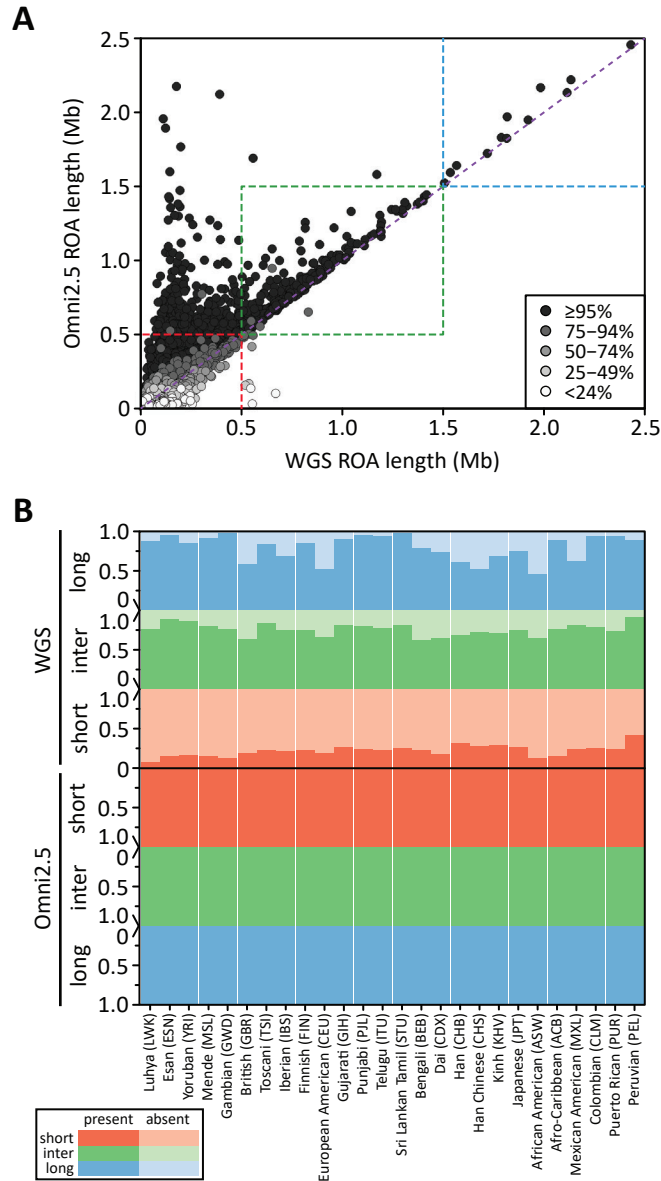 A
Omni2.5 ROA length (Mb)
2.5
2.0
1.5
1.0
0.5
0
≥95%
75–94%
50–74%
25–49%
<24%
0 0.5 1.0 1.5 2.0 2.5
WGS ROA length (Mb)
B
WGS
long
1.0
0.5
0
inter
1.0
0.5
0
short
1.0
0.5
0
Omni2.5
short
0.5
1.0
inter
0
0.5
1.0
long
0
0.5
1.0
Luhya (LWK)
Esan (ESN)
Yoruban (YRI)
Mende (MSL)
Gambian (GWD)
British (GBR)
Toscani (TSI)
Iberian (IBS)
Finnish (FIN)
European American (CEU)
Gujarati (GIH)
Punjabi (PJL)
Telugu (ITU)
Sri Lankan Tamil (STU)
Bengali (BEB)
Dai (CDX)
Han (CHB)
Han Chinese (CHS)
Kinh (KHV)
Japanese (JPT)
African American (ASW)
Afro-Caribbean (ACB)
Mexican American (MXL)
Colombian (CLM)
Puerto Rican (PUR)
Peruvian (PEL)
present absent
short
inter
long